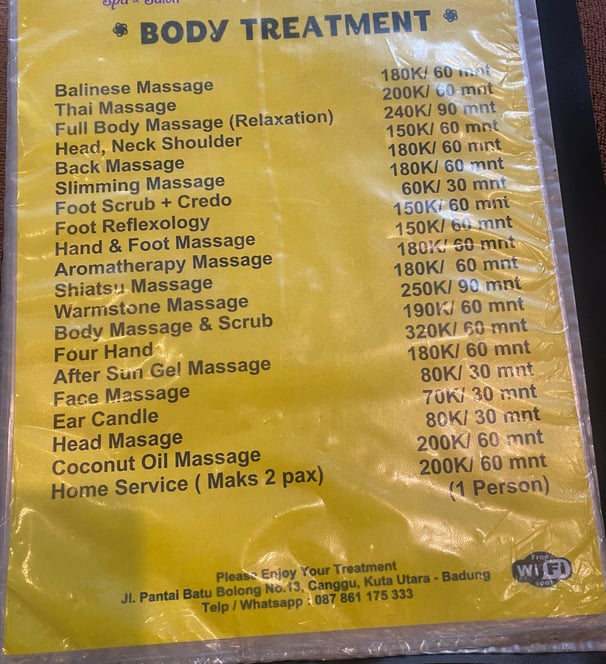 Spa & Salon
BODY TREATMENT
Balinese Massage 180K/ 60 mnt
Thai Massage 200K/ 60 mnt
Full Body Massage (Relaxation) 240K/ 90 mnt
Head, Neck Shoulder 150K/ 60 mnt
Back Massage 180K/ 60 mnt
Slimming Massage 180K/ 60 mnt
Foot Scrub + Credo 60K/ 30 mnt
Foot Reflexology 150K/ 60 mnt
Hand & Foot Massage 150K/ 60 mnt
Aromatherapy Massage 180K/ 60 mnt
Shiatsu Massage 180K/ 60 mnt
Warmstone Massage 250K/ 90 mnt
Body Massage & Scrub 190K/ 60 mnt
Four Hand 320K/ 60 mnt
After Sun Gel Massage 180K/ 60 mnt
Face Massage 80K/ 30 mnt
Ear Candle 70K/ 30 mnt
Head Masage 80K/ 30 mnt
Coconut Oil Massage 200K/ 60 mnt
Home Service ( Maks 2 pax) 200K/ 60 mnt
(1 Person)
Please Enjoy Your Treatment
Jl. Pantai Batu Bolong No.13, Canggu, Kuta Utara - Badung
Telp / Whatsapp : 087 861 175 333
Free
Wi Fi
spot